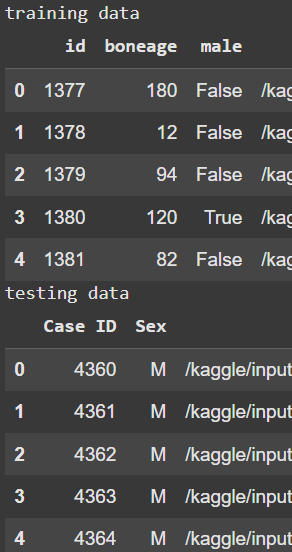 training data
id boneage male
0 1377 180 False /kag
1 1378 12 False /kag
2 1379 94 False /kag
3 1380 120 True /kag
4 1381 82 False /kag
testing data
Case ID Sex
0 4360 M /kaggle/input
1 4361 M /kaggle/input
2 4362 M /kaggle/input
3 4363 M /kaggle/input
4 4364 M /kaggle/input